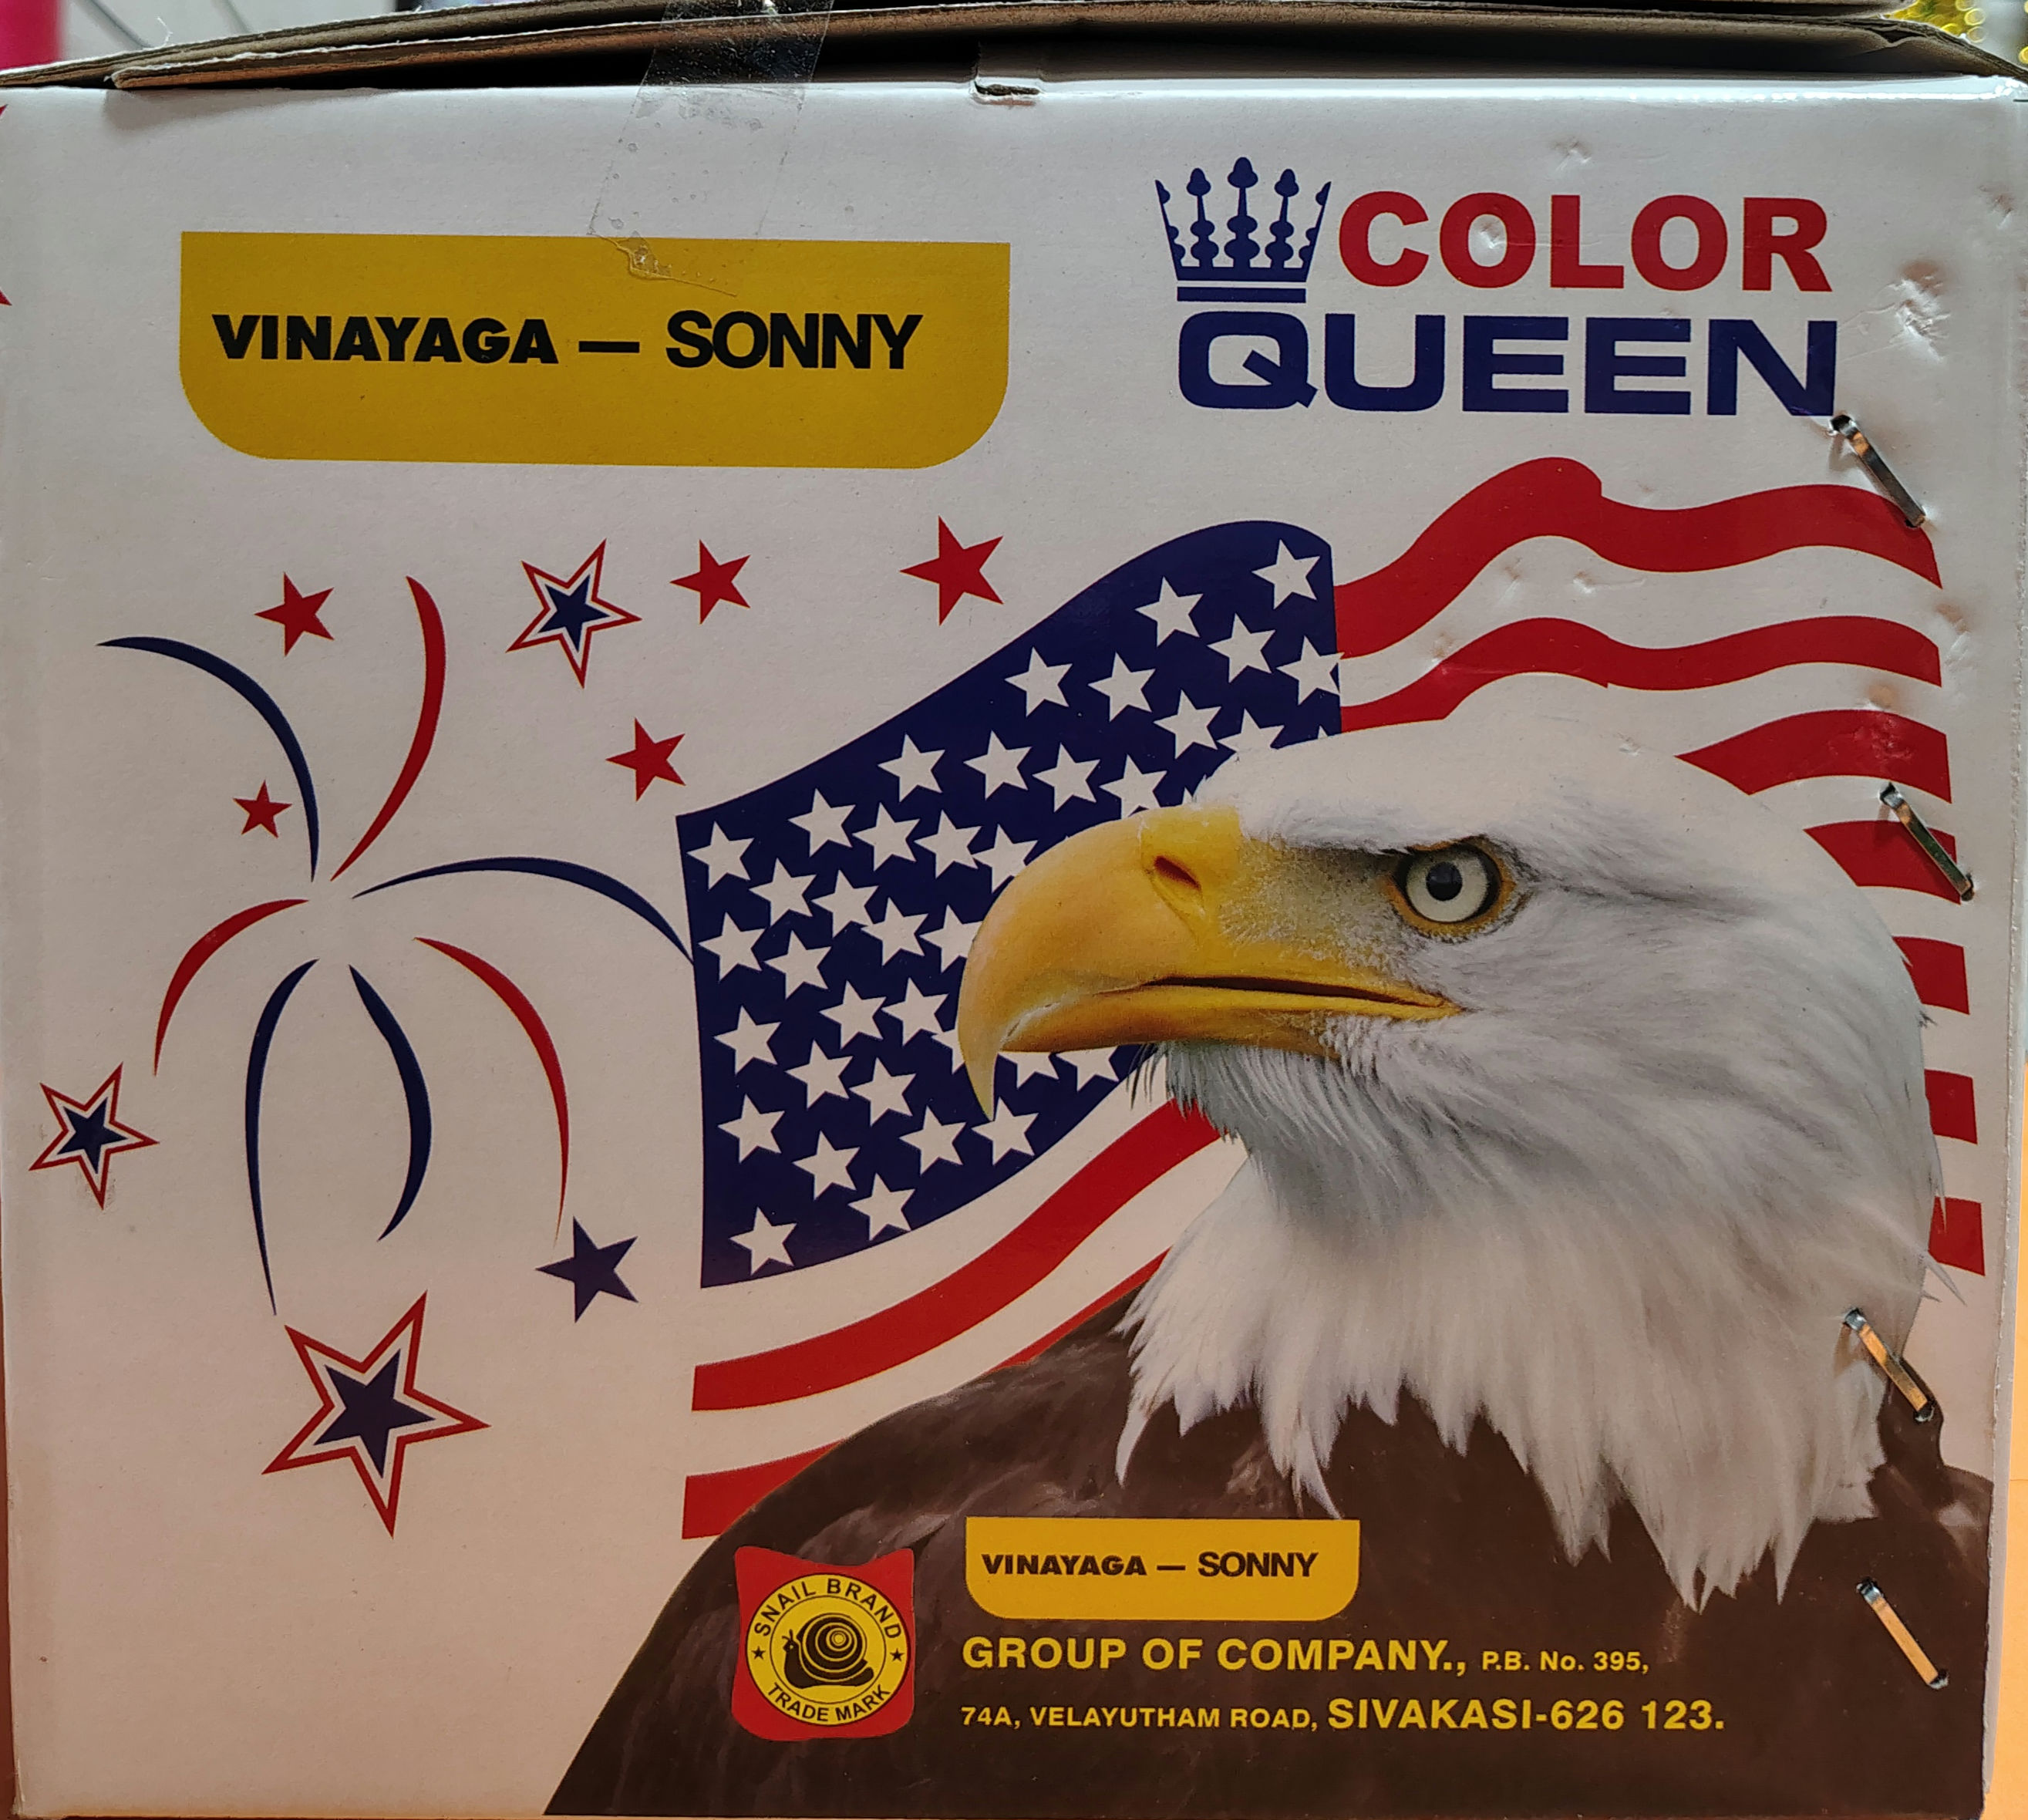 VINAYAGA — SONNY
COLOR
QUEEN
SNAIL BRAND
TRADE MARK
VINAYAGA — SONNY
GROUP OF COMPANY., P.B. No. 395,
74A, VELAYUTHAM ROAD, SIVAKASI-626 123.